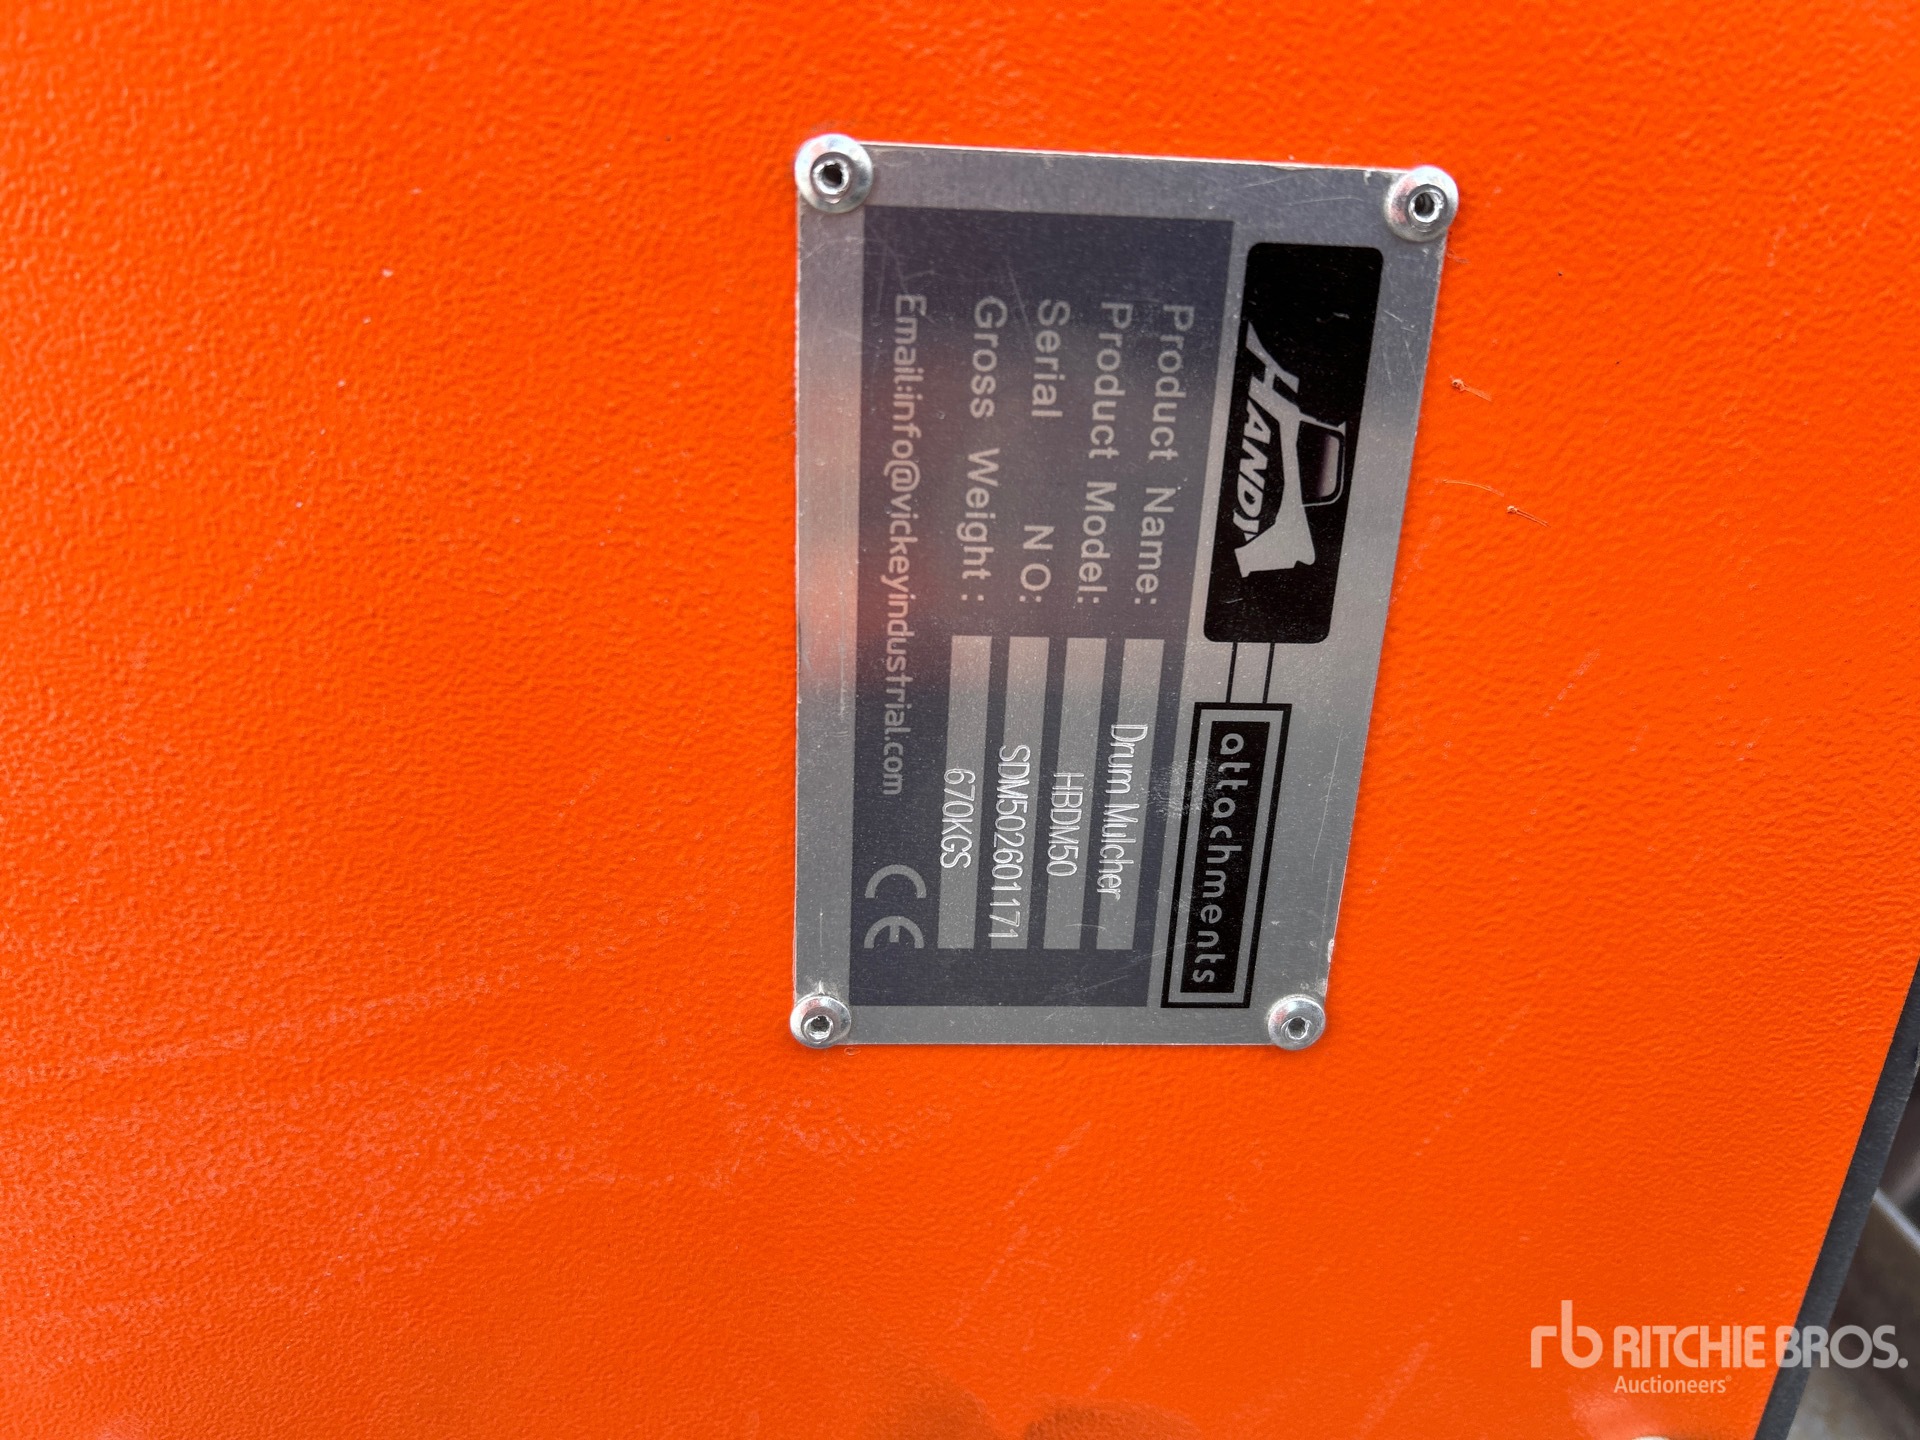 HANDY
attachments
Product Name: Drum Mulcher
Product Model: HBDM50
Serial NO: SDM502601171
Gross Weight: 670KGS
Email:info@vickeyindustrial.com
CE
rb RITCHIE BROS.
Auctioneers